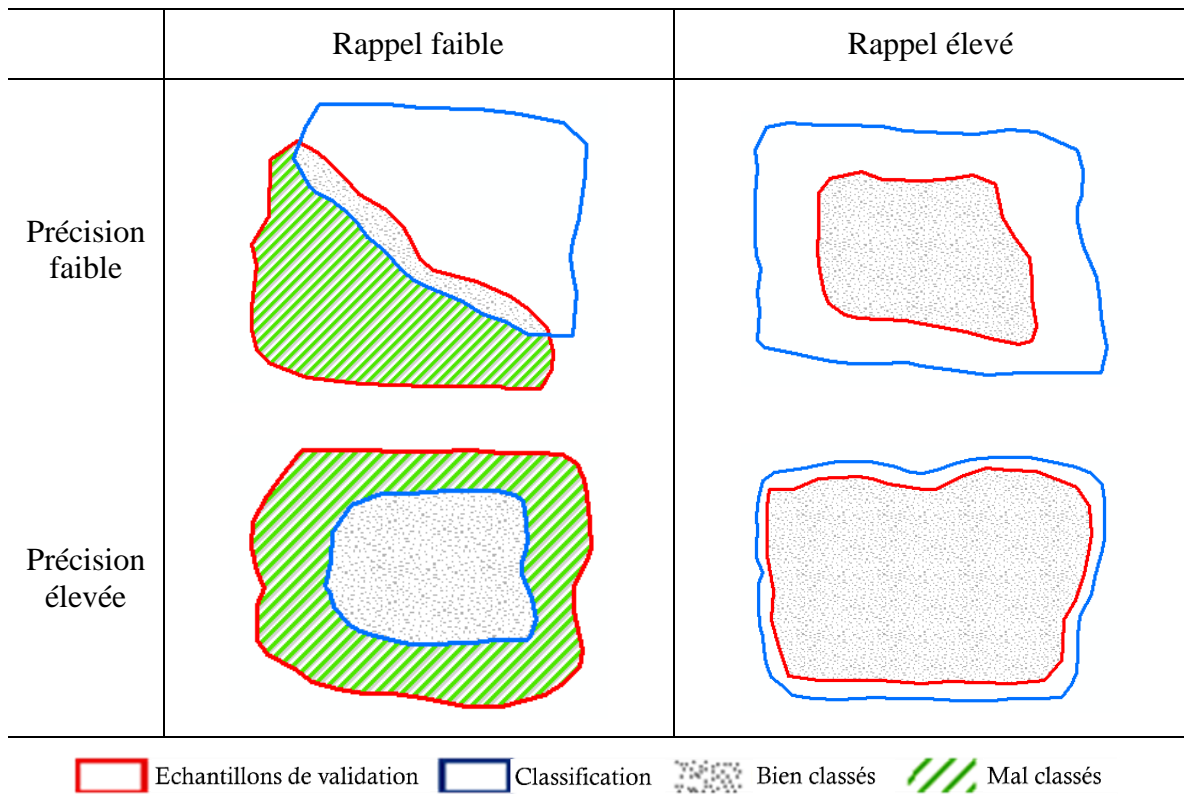 Rappel faible
Rappel élevé
Précision
faible
Précision
élevée
Echantillons de validation
Classification
Bien classés
Mal classés